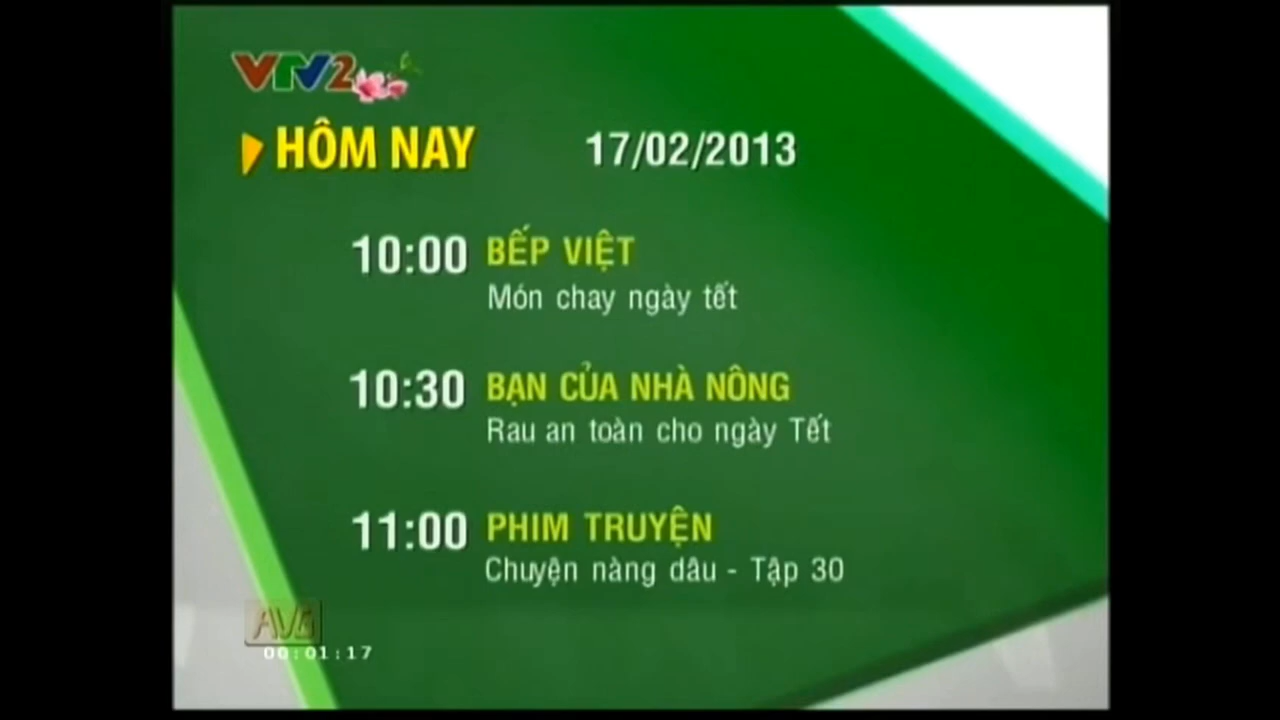 VTV2
HÔM NAY 17/02/2013
10:00 BẾP VIỆT
Món chay ngày tết
10:30 BẠN CỦA NHÀ NÔNG
Rau an toàn cho ngày Tết
11:00 PHIM TRUYỆN
Chuyện nàng dâu - Tập 30
AVG
00:01:17